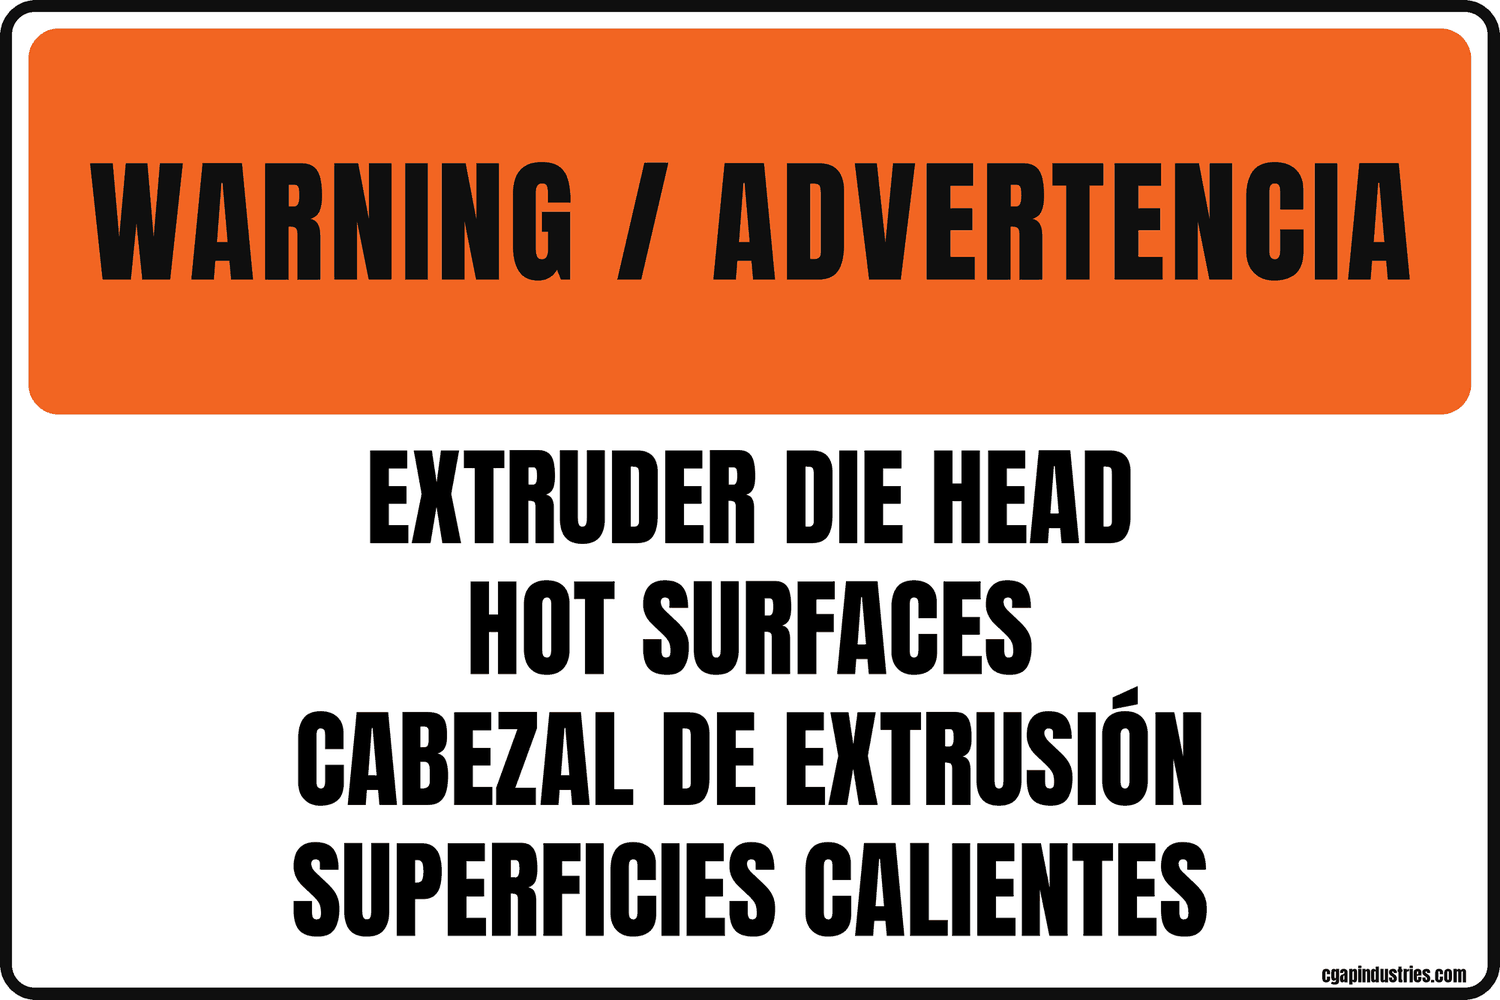 WARNING / ADVERTENCIA
EXTRUDER DIE HEAD
HOT SURFACES
CABEZAL DE EXTRUSIÓN
SUPERFICIES CALIENTES
cgapindustries.com